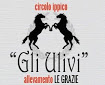 circolo ippico
"Gli Ulivi"
allevamento LE GRAZIE